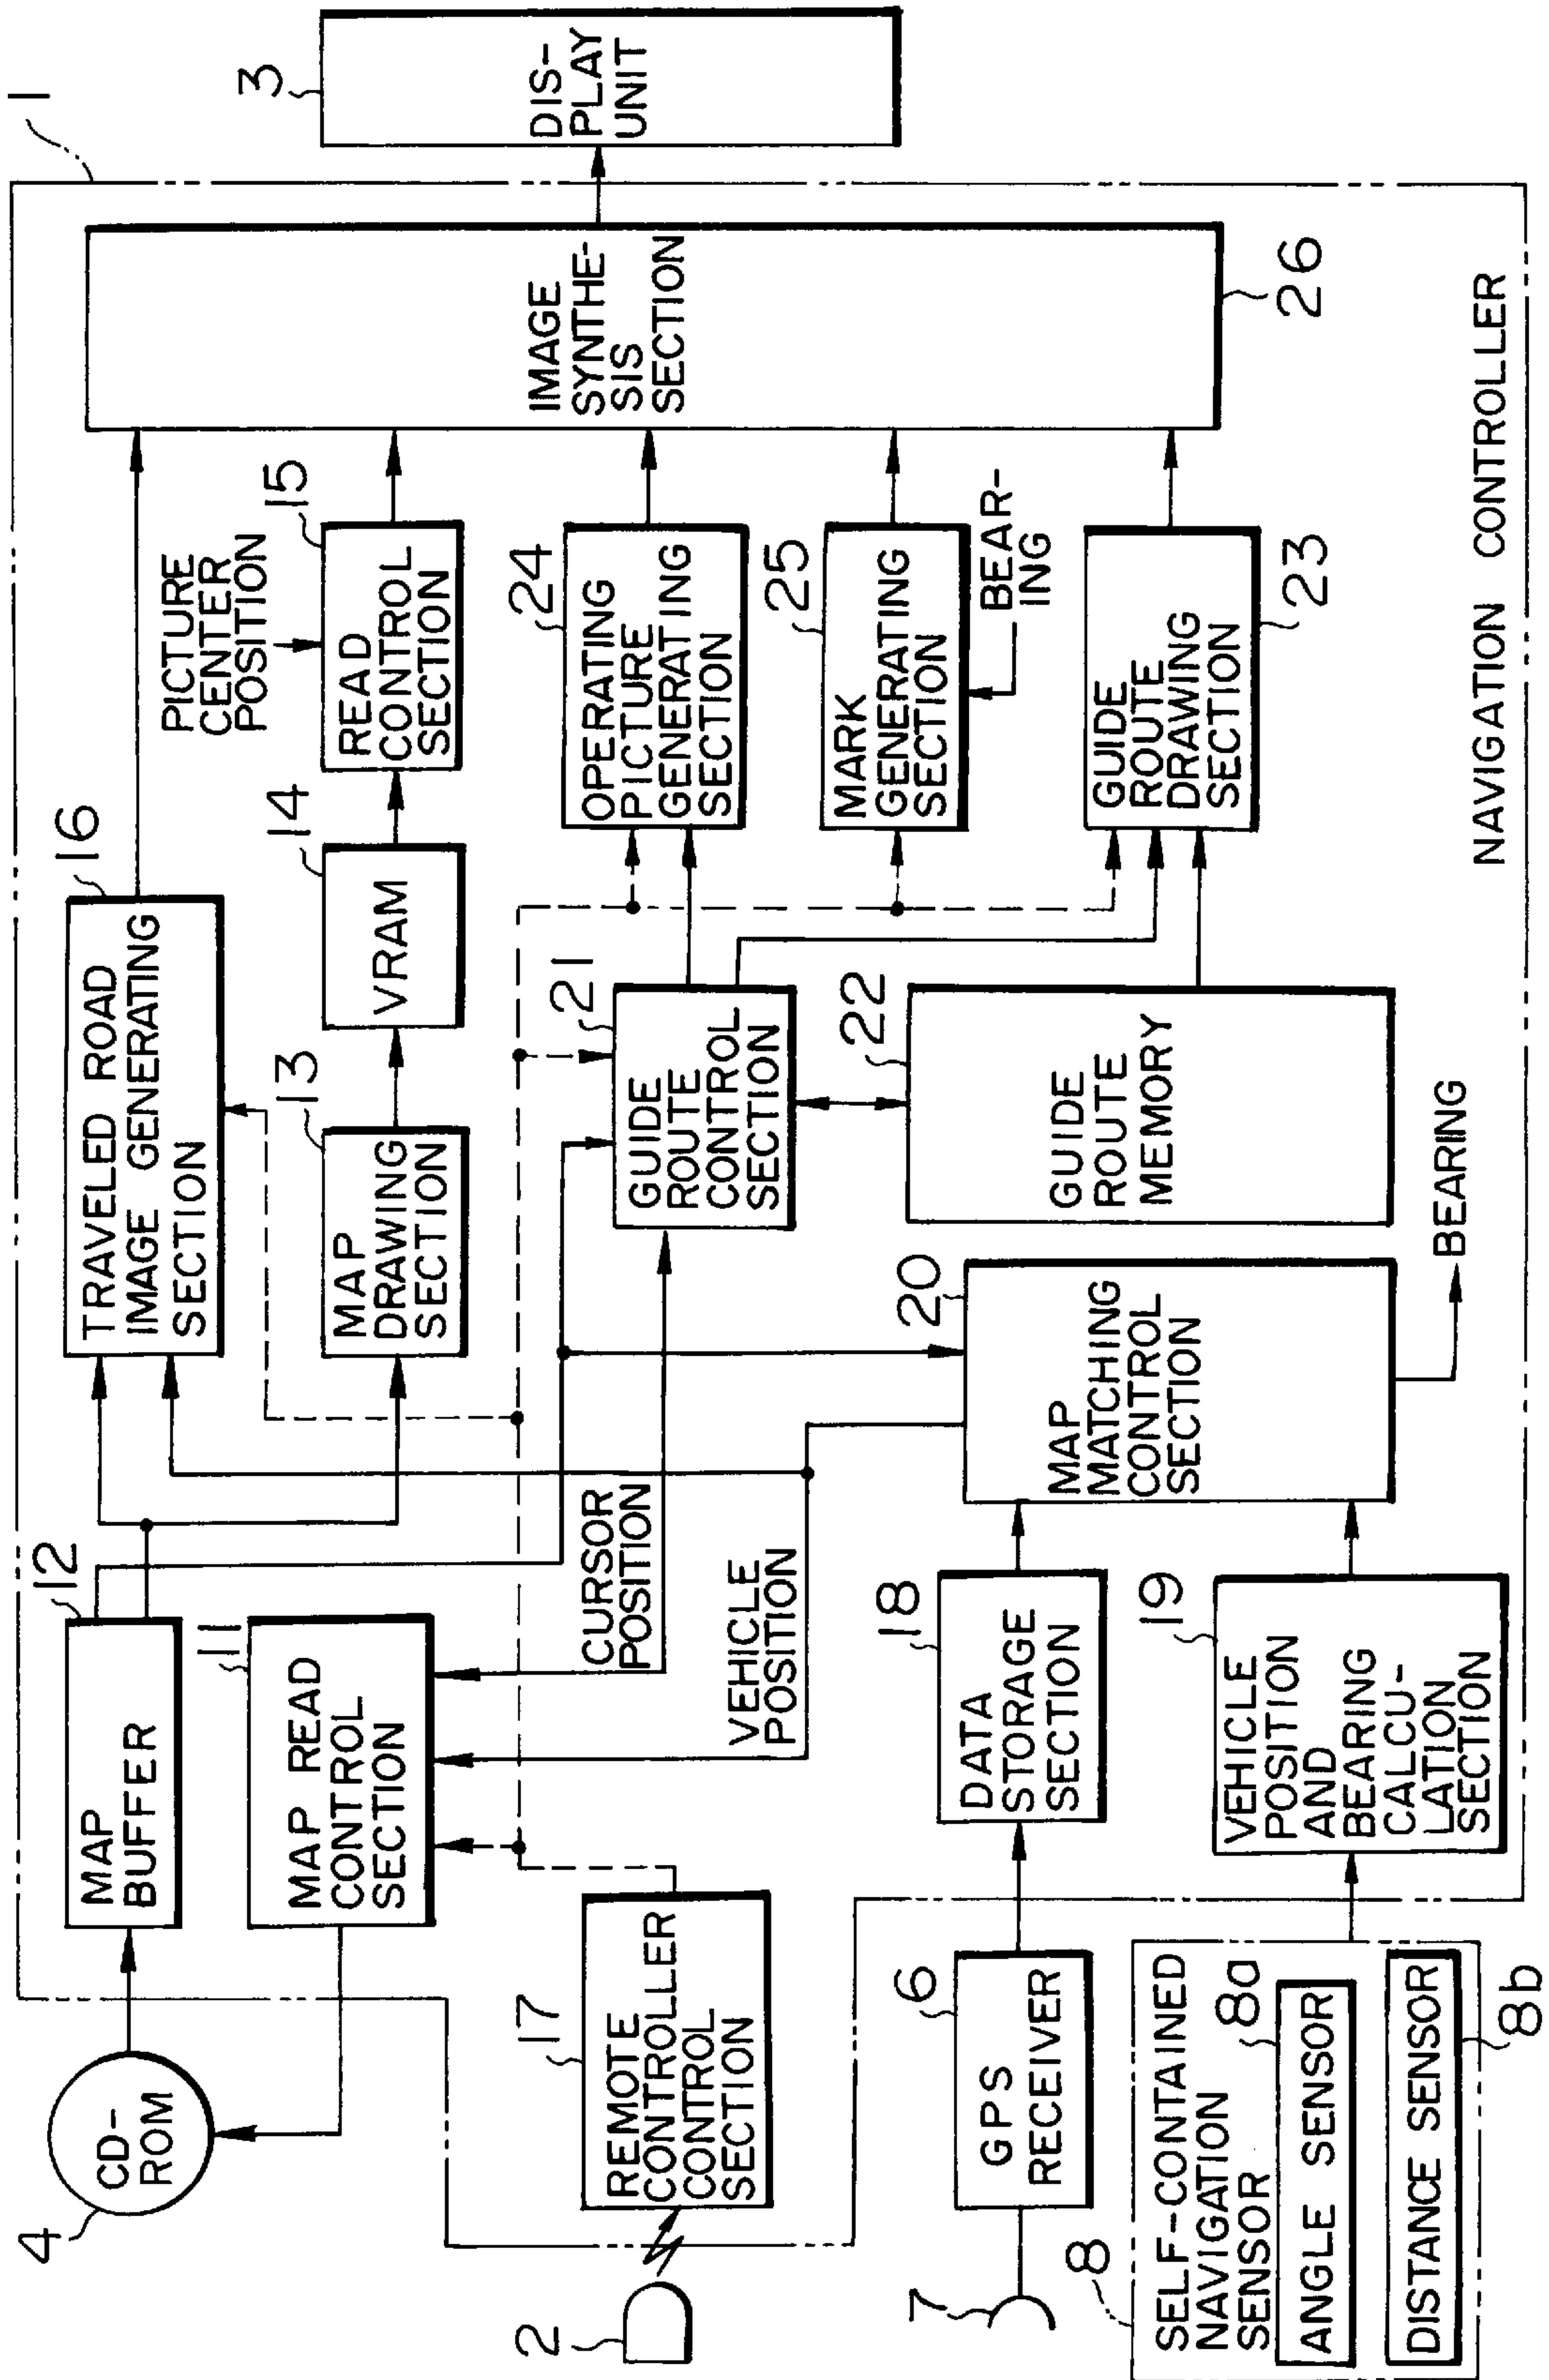 1
3
DIS-
PLAY
UNIT
IMAGE
SYNTHE-
SIS
SECTION
26
NAVIGATION CONTROLLER
PICTURE
CENTER
POSITION
15
READ
CONTROL
SECTION
24
OPERATING
PICTURE
GENERATING
SECTION
25
MARK
GENERATING
SECTION
BEAR-
ING
GUIDE
ROUTE
DRAWING
SECTION
23
16
TRAVELED ROAD
IMAGE GENERATING
SECTION
14
VRAM
13
MAP
DRAWING
SECTION
21
GUIDE
ROUTE
CONTROL
SECTION
22
GUIDE
ROUTE
MEMORY
20
MAP
MATCHING
CONTROL
SECTION
BEARING
12
MAP
BUFFER
11
MAP READ
CONTROL
SECTION
CURSOR
POSITION
VEHICLE
POSITION
18
DATA
STORAGE
SECTION
19
VEHICLE
POSITION
AND
BEARING
CALCU-
LATION
SECTION
4
CD-
ROM
17
REMOTE
CONTROLLER
CONTROL
SECTION
2
6
GPS
RECEIVER
7
8
SELF-CONTAINED
NAVIGATION
SENSOR
8a
ANGLE SENSOR
DISTANCE SENSOR
8b